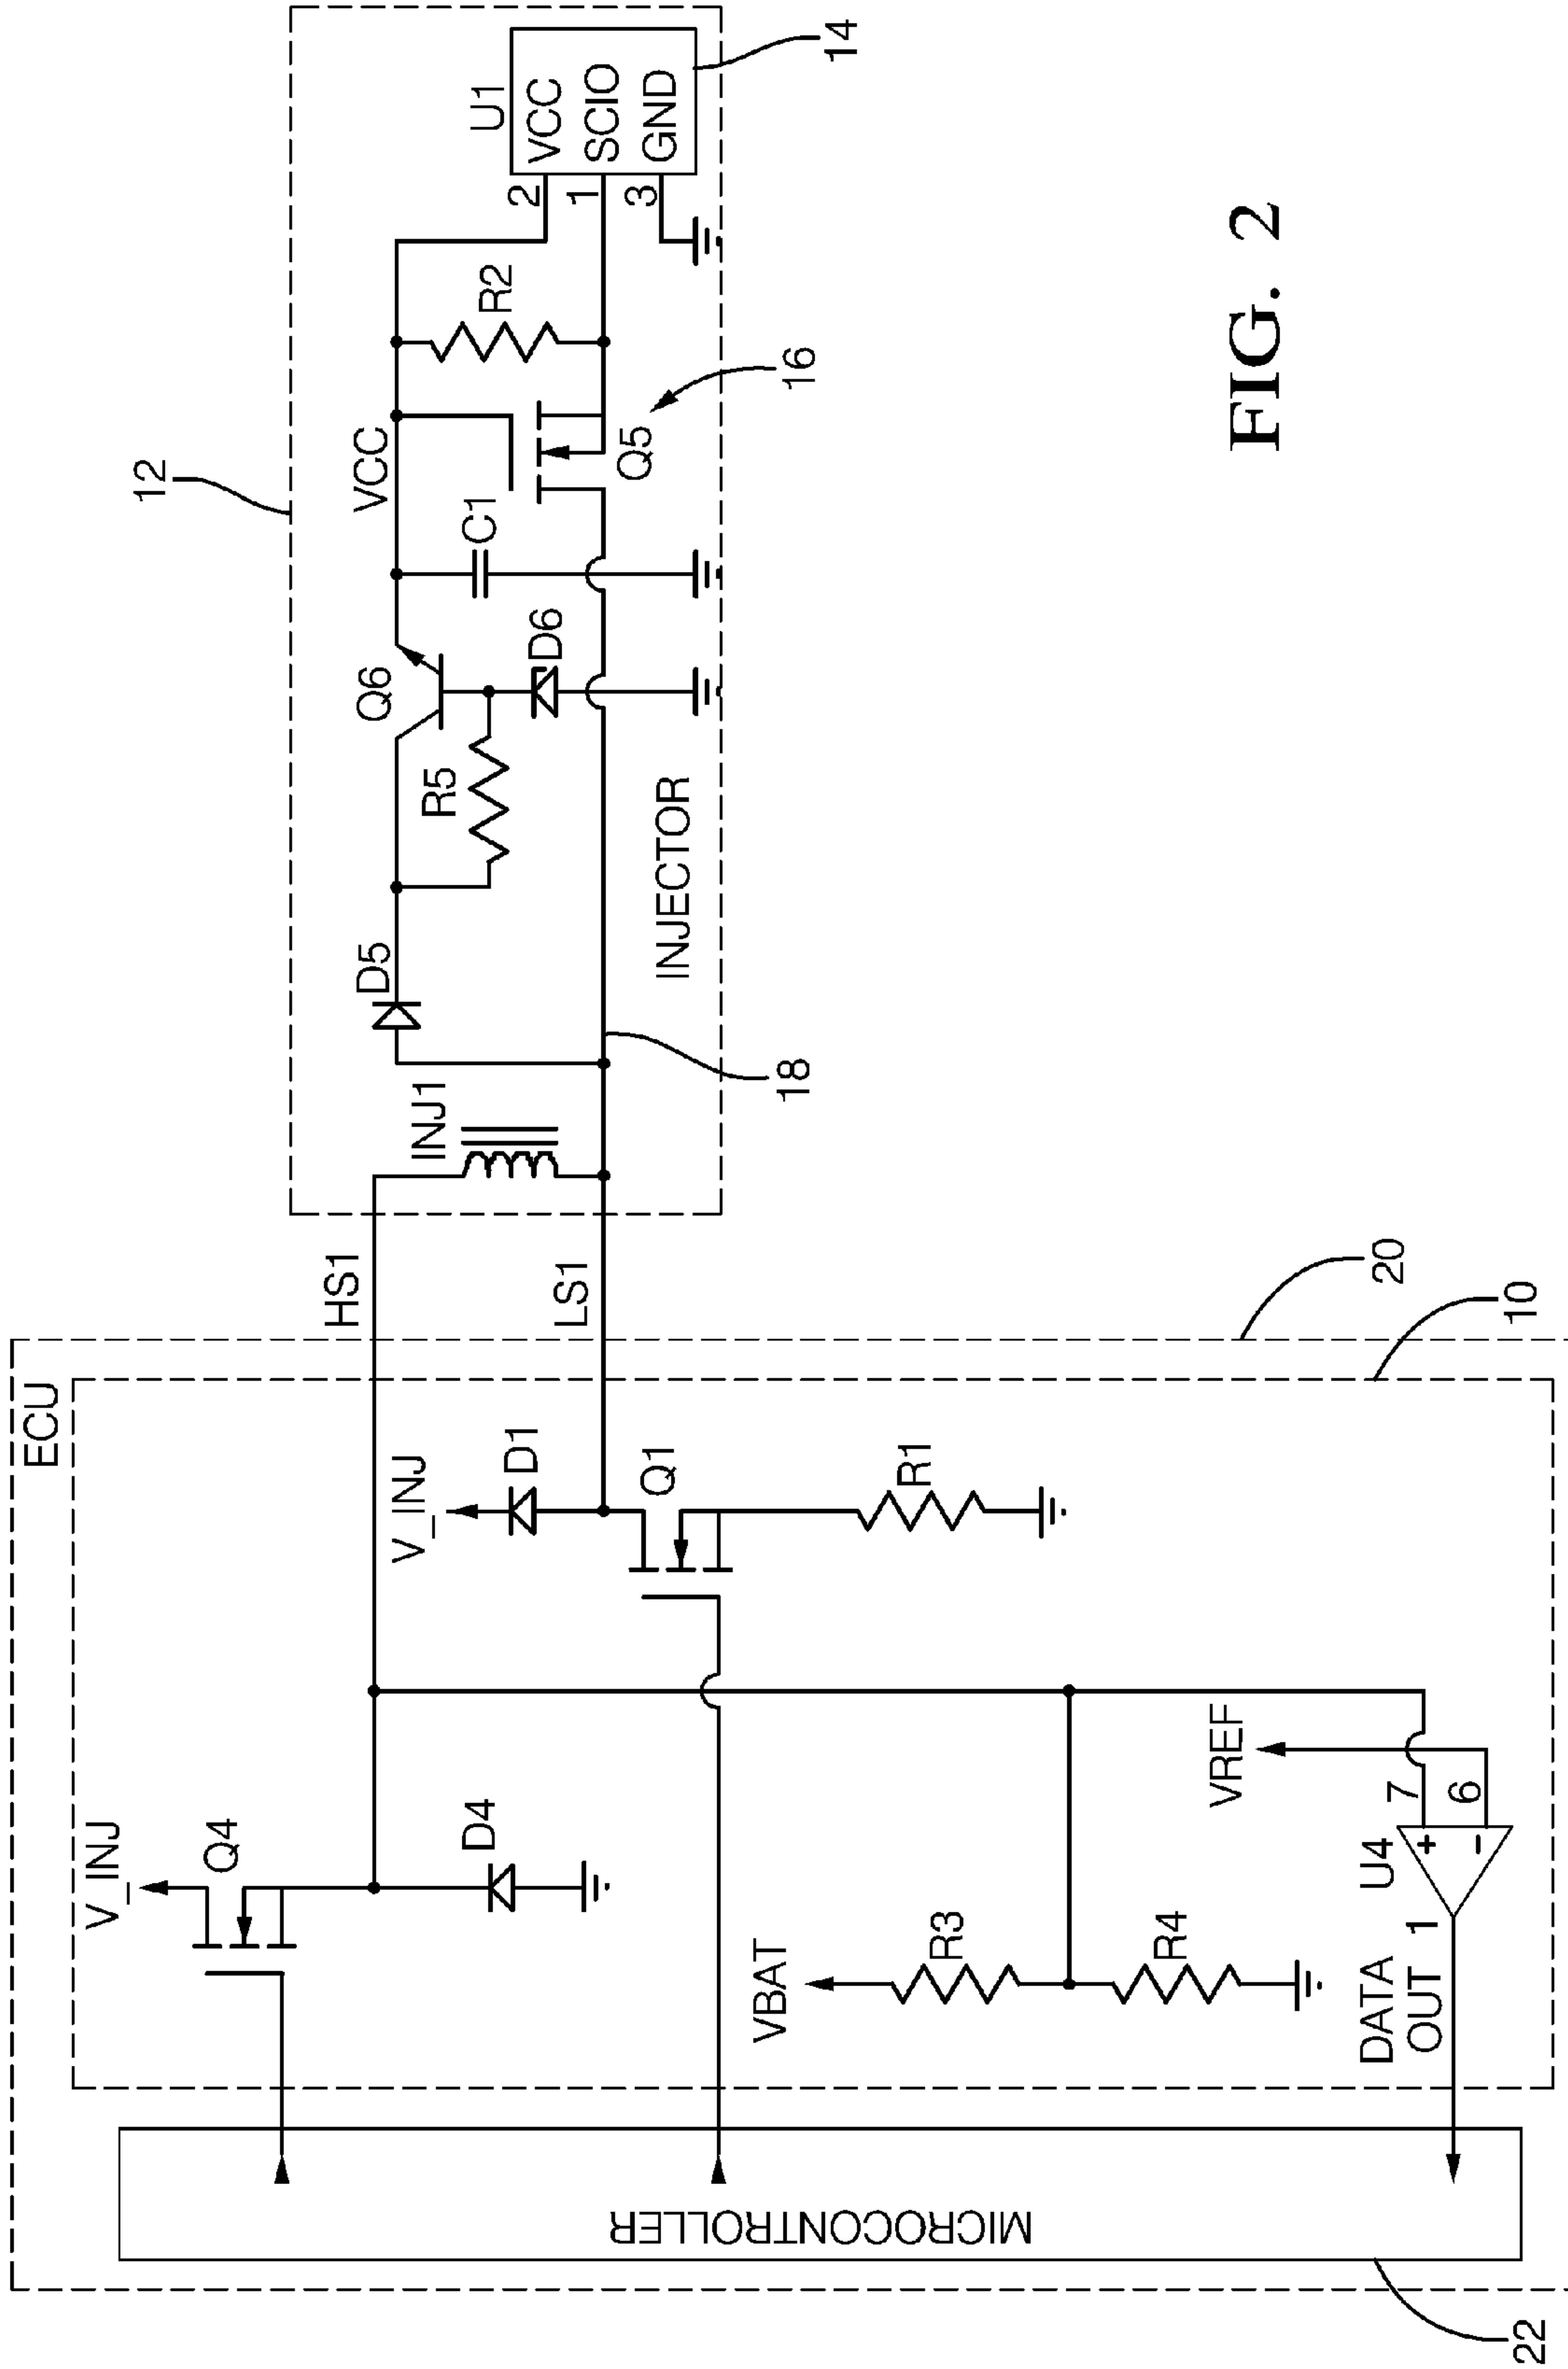 ECU
20
10
22
MICROCONTROLLER
V_INJ
Q4
D4
V_INJ
D1
Q1
R1
VBAT
R3
R4
VREF
7
6
+
-
U4
1
DATA
OUT
HS1
LS1
12
INJECTOR
INJ1
18
D5
R5
Q6
D6
C1
VCC
Q5
16
R2
2
1
3
U1
VCC
SCIO
GND
14
FIG. 2